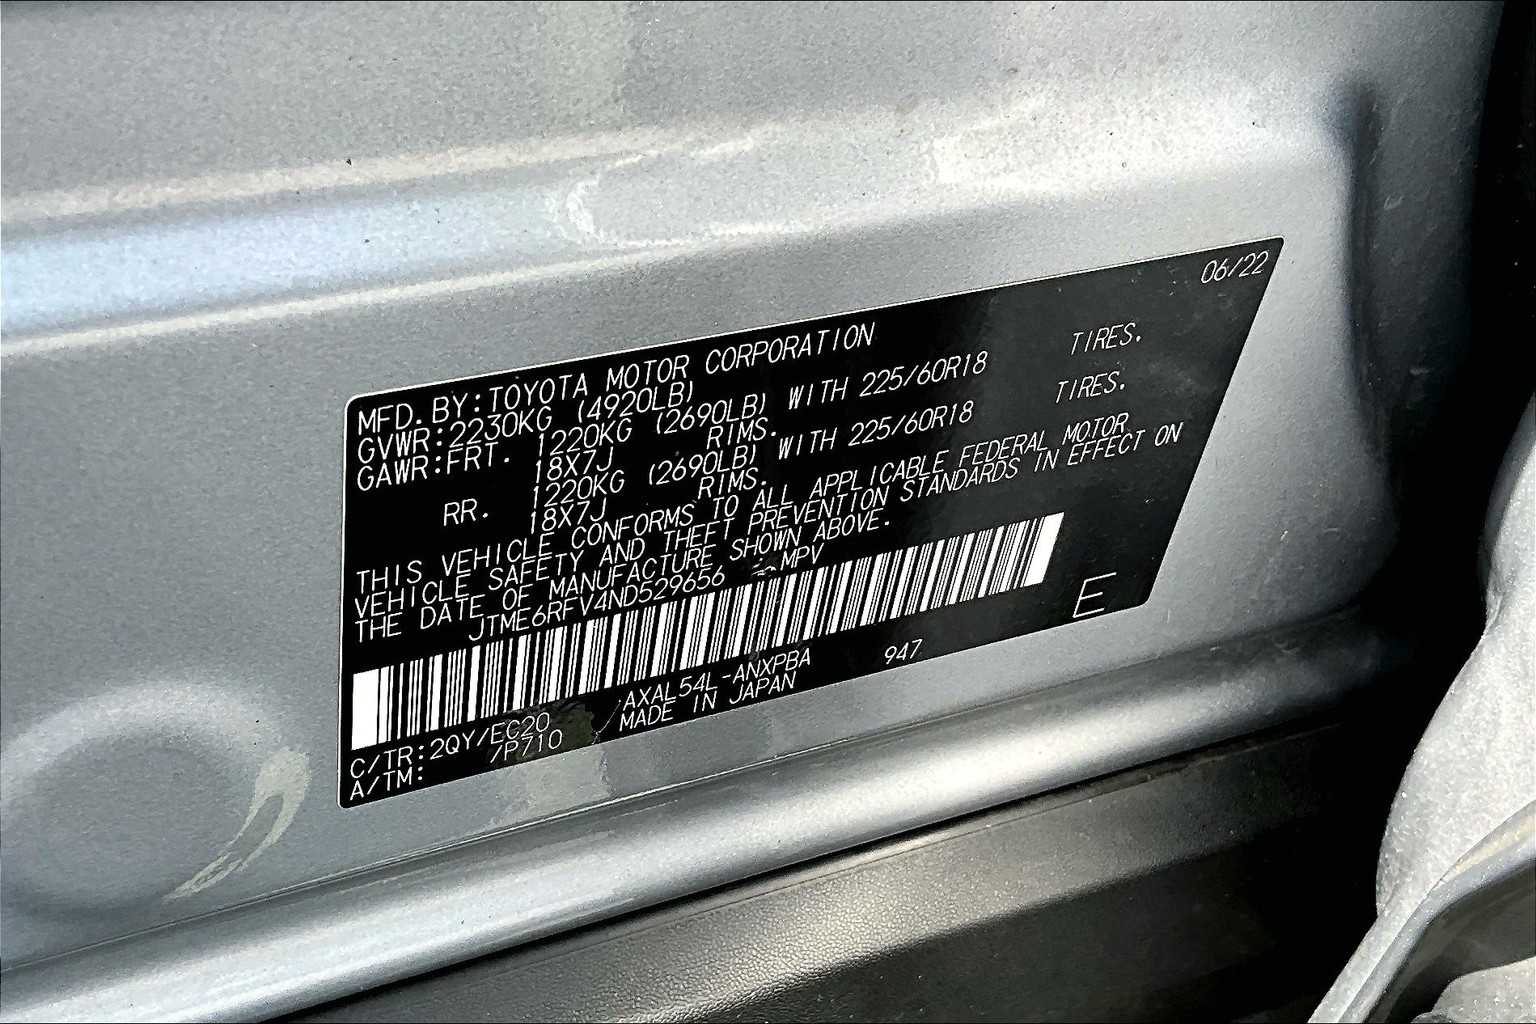 06/22
MFD. BY: TOYOTA MOTOR CORPORATION
GVWR: 2230KG (4920LB)
GAWR: FRT. 1220KG (2690LB) WITH 225/60R18 TIRES.
18X7J RIMS.
RR. 1220KG (2690LB) WITH 225/60R18 TIRES.
18X7J RIMS.
THIS VEHICLE CONFORMS TO ALL APPLICABLE FEDERAL MOTOR
VEHICLE SAFETY AND THEFT PREVENTION STANDARDS IN EFFECT ON
THE DATE OF MANUFACTURE SHOWN ABOVE.
JTME6RFV4ND529656 MPV
E
C/TR: 2QY/EC20 AXAL54L-ANXPBA 947
A/TM: /P710 MADE IN JAPAN